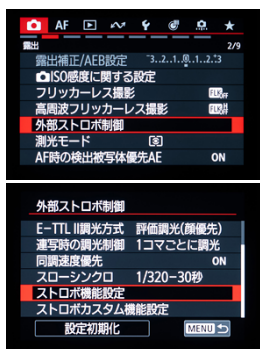 AF
露出 2/9
露出補正/AEB設定 -3..2..1..0..1..2..+3
ISO感度に関する設定
フリッカーレス撮影 OFF
高周波フリッカーレス撮影
外部ストロボ制御
測光モード
AF時の検出被写体優先AE ON
外部ストロボ制御
E-TTL II調光方式 評価調光(顔優先)
連写時の調光制御 1コマごとに調光
同調速度優先 ON
スローシンクロ 1/320-30秒
ストロボ機能設定
ストロボカスタム機能設定
設定初期化 MENU